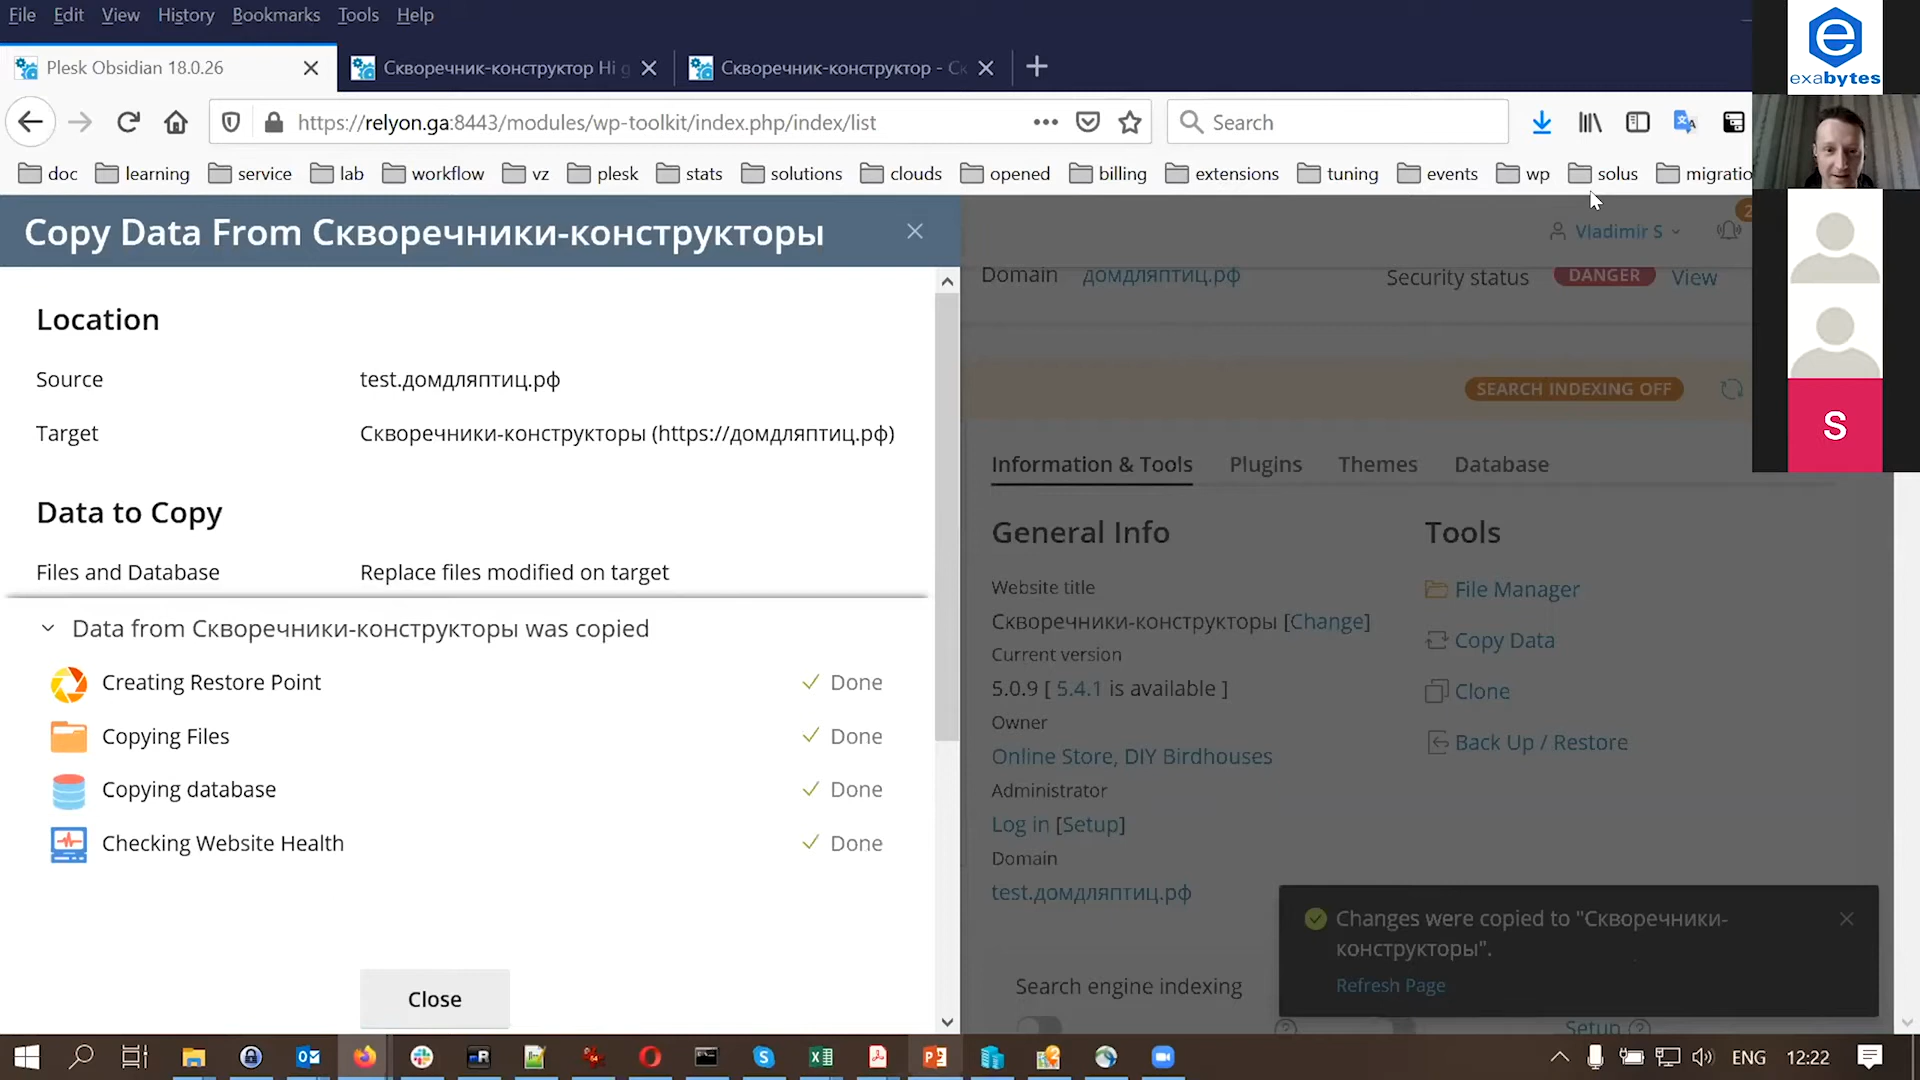 File Edit View History Bookmarks Tools Help
Plesk Obsidian 18.0.26
Скворечник-конструктор Hi
Скворечник-конструктор -
https://relyon.ga:8443/modules/wp-toolkit/index.php/index/list
Search
doc learning service lab workflow vz plesk stats solutions clouds opened billing extensions tuning events wp solus migratio
exabytes
S
Copy Data From Скворечники-конструкторы
Location
Source test.домдляптиц.рф
Target Скворечники-конструкторы (https://домдляптиц.рф)
Data to Copy
Files and Database Replace files modified on target
Data from Скворечники-конструкторы was copied
Creating Restore Point Done
Copying Files Done
Copying database Done
Checking Website Health Done
Close
Vladimir S
2
Domain домдляптиц.рф
Security status DANGER View
SEARCH INDEXING OFF
Information & Tools Plugins Themes Database
General Info
Website title
Скворечники-конструкторы [Change]
Current version
5.0.9 [ 5.4.1 is available ]
Owner
Online Store, DIY Birdhouses
Administrator
Log in [Setup]
Domain
test.домдляптиц.рф
Search engine indexing
Tools
File Manager
Copy Data
Clone
Back Up / Restore
Changes were copied to "Скворечники-
конструкторы".
Refresh Page
Setup
ENG 12:22